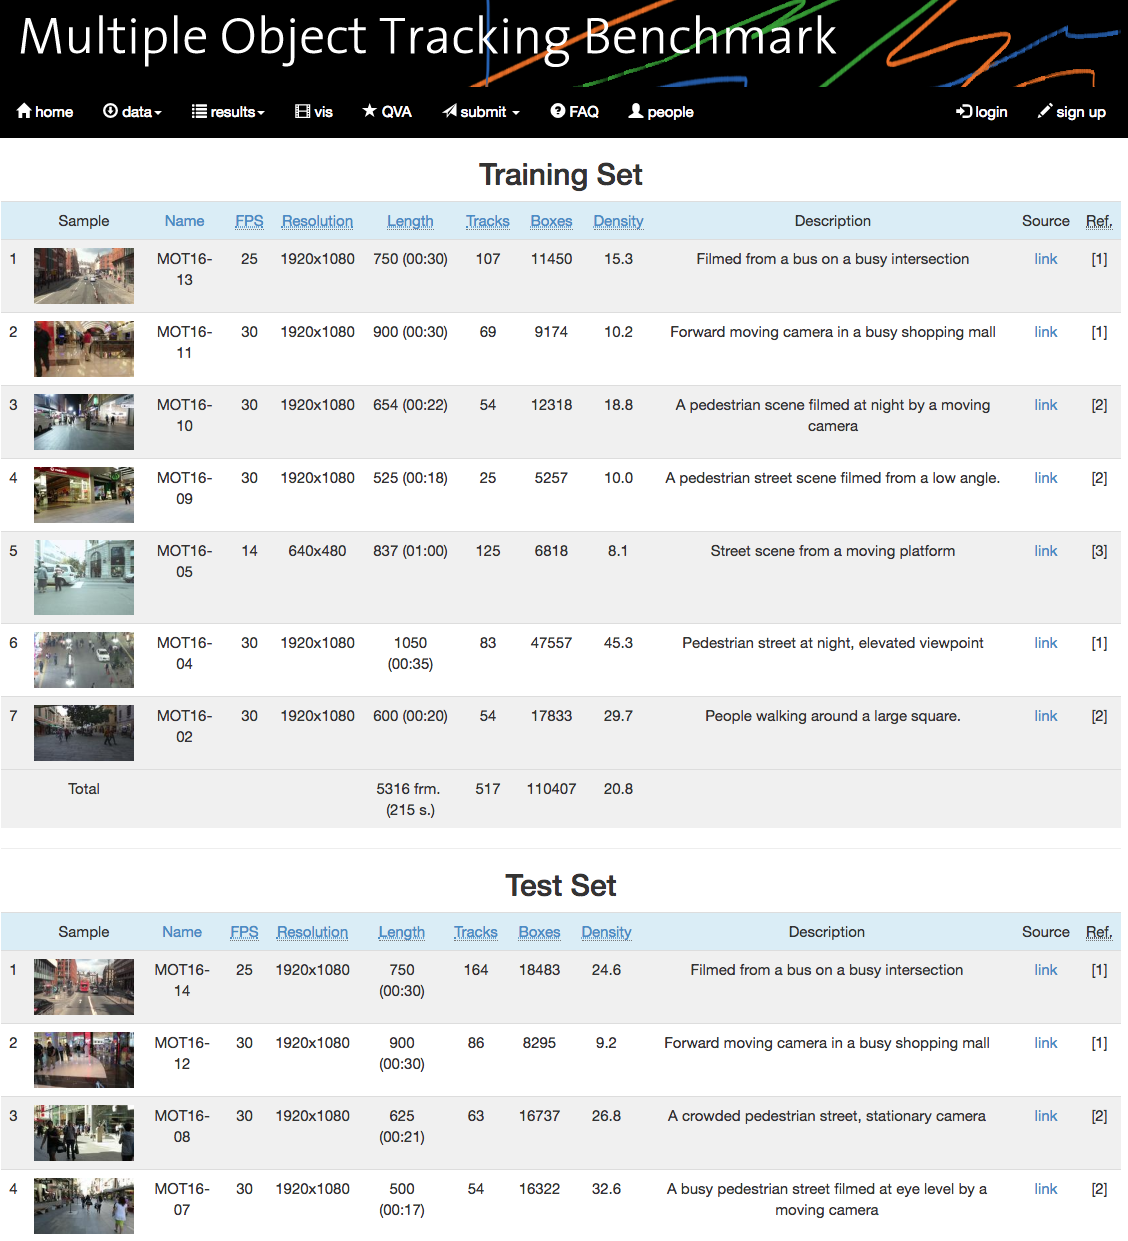 Multiple Object Tracking Benchmark
home data results vis QVA submit FAQ people login sign up
Training Set
Sample Name FPS Resolution Length Tracks Boxes Density Description Source Ref.
1 MOT16- 25 1920x1080 750 (00:30) 107 11450 15.3 Filmed from a bus on a busy intersection link [1]
13
2 MOT16- 30 1920x1080 900 (00:30) 69 9174 10.2 Forward moving camera in a busy shopping mall link [1]
11
3 MOT16- 30 1920x1080 654 (00:22) 54 12318 18.8 A pedestrian scene filmed at night by a moving link [2]
10 camera
4 MOT16- 30 1920x1080 525 (00:18) 25 5257 10.0 A pedestrian street scene filmed from a low angle. link [2]
09
5 MOT16- 14 640x480 837 (01:00) 125 6818 8.1 Street scene from a moving platform link [3]
05
6 MOT16- 30 1920x1080 1050 83 47557 45.3 Pedestrian street at night, elevated viewpoint link [1]
04 (00:35)
7 MOT16- 30 1920x1080 600 (00:20) 54 17833 29.7 People walking around a large square. link [2]
02
Total 5316 frm. 517 110407 20.8
(215 s.)
Test Set
Sample Name FPS Resolution Length Tracks Boxes Density Description Source Ref.
1 MOT16- 25 1920x1080 750 164 18483 24.6 Filmed from a bus on a busy intersection link [1]
14 (00:30)
2 MOT16- 30 1920x1080 900 86 8295 9.2 Forward moving camera in a busy shopping mall link [1]
12 (00:30)
3 MOT16- 30 1920x1080 625 63 16737 26.8 A crowded pedestrian street, stationary camera link [2]
08 (00:21)
4 MOT16- 30 1920x1080 500 54 16322 32.6 A busy pedestrian street filmed at eye level by a link [2]
07 (00:17) moving camera